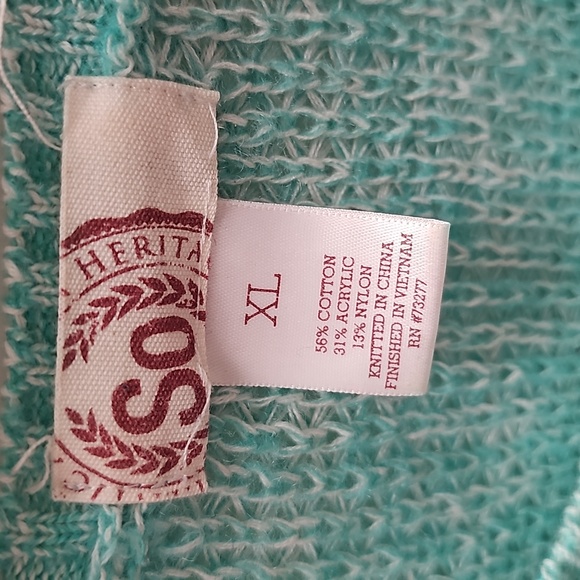 HERITA
SO
XL
56% COTTON
31% ACRYLIC
13% NYLON
KNITTED IN CHINA
FINISHED IN VIETNAM
RN #73277